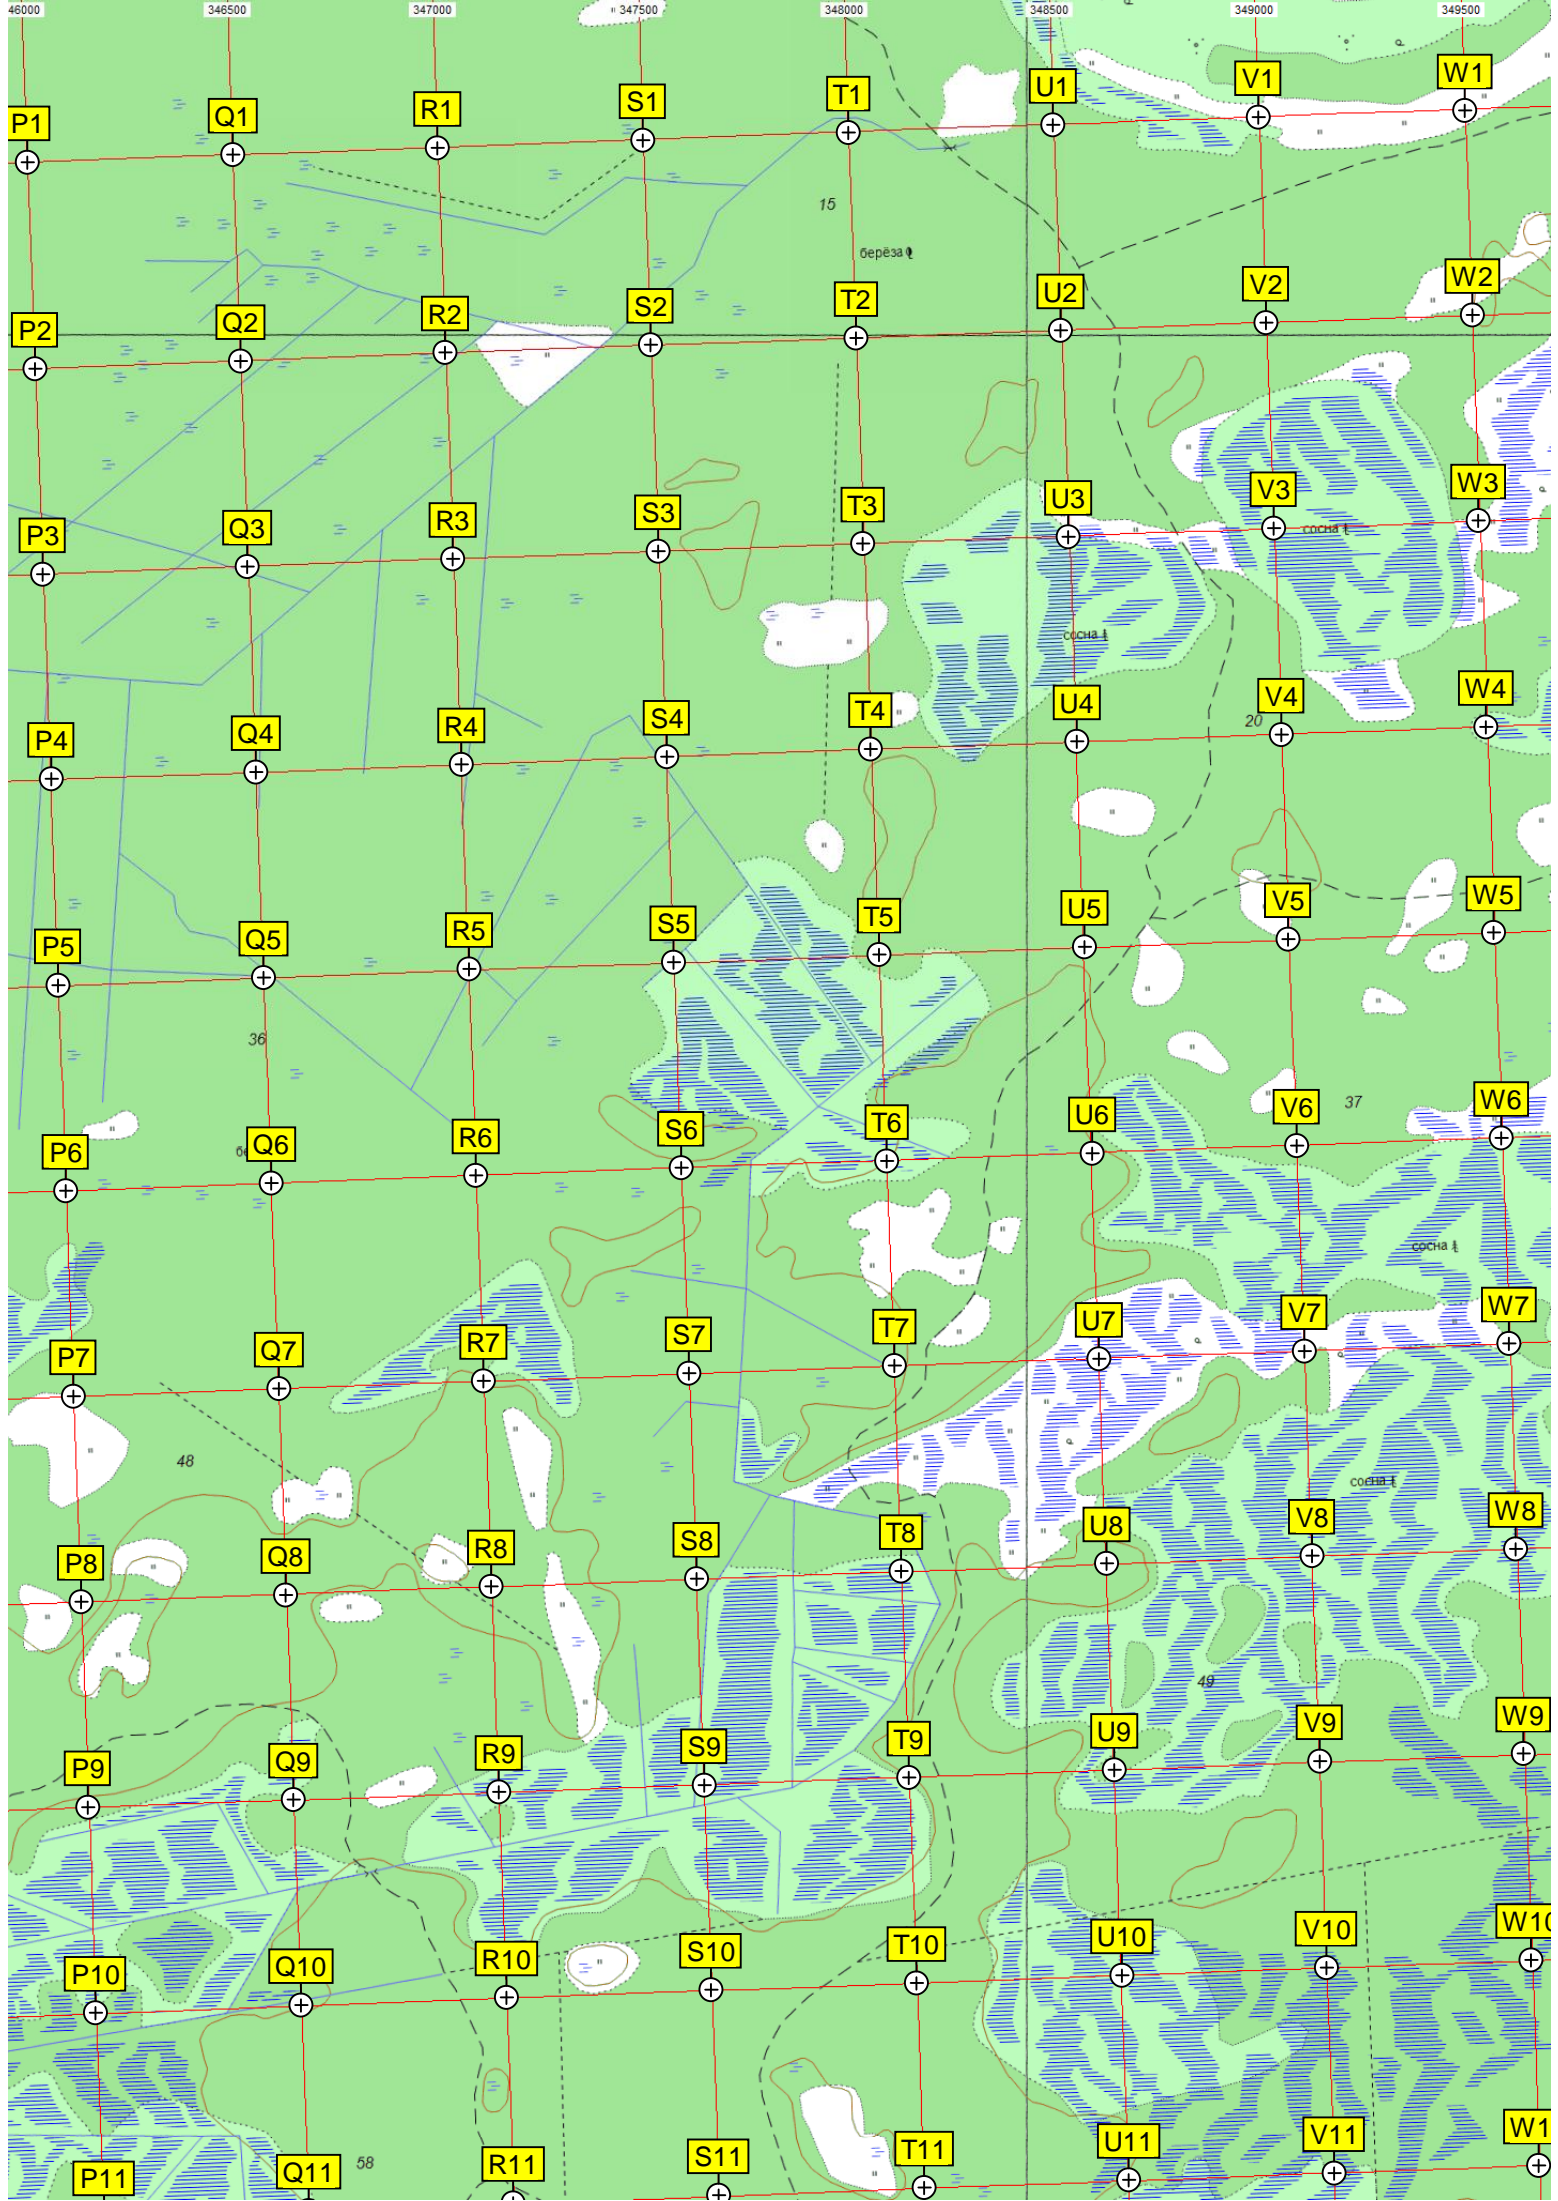 46000 346500 347000 347500 348000 348500 349000 349500
P1 Q1 R1 S1 T1 U1 V1 W1
15
берёза
P2 Q2 R2 S2 T2 U2 V2 W2
P3 Q3 R3 S3 T3 U3 V3 W3
сосна
сосна
P4 Q4 R4 S4 T4 U4 V4 W4
20
P5 Q5 R5 S5 T5 U5 V5 W5
36
37
P6 Q6 R6 S6 T6 U6 V6 W6
бе
сосна
P7 Q7 R7 S7 T7 U7 V7 W7
48
сосна
P8 Q8 R8 S8 T8 U8 V8 W8
49
P9 Q9 R9 S9 T9 U9 V9 W9
P10 Q10 R10 S10 T10 U10 V10 W10
P11 Q11 R11 S11 T11 U11 V11 W1
58